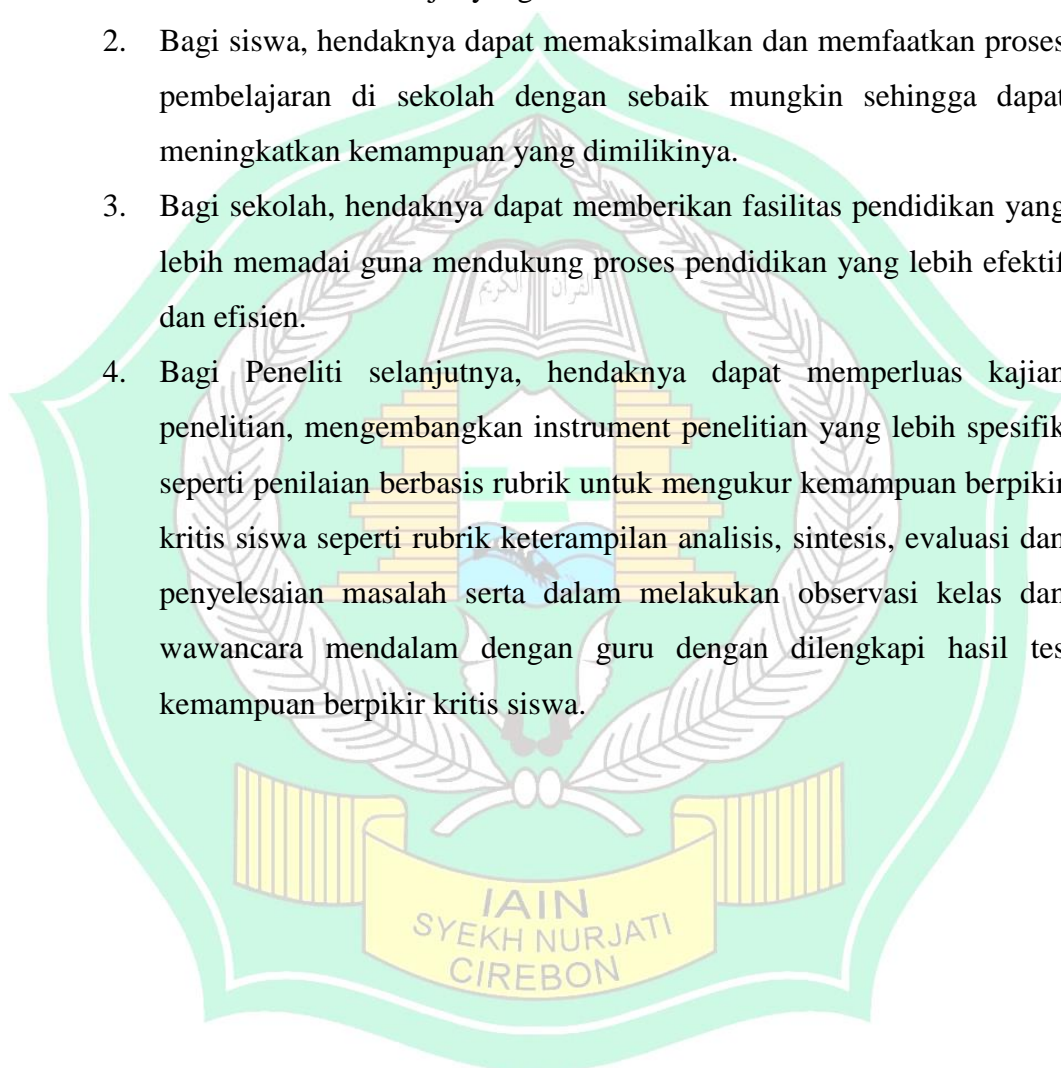 2. Bagi siswa, hendaknya dapat memaksimalkan dan memfaatkan proses
pembelajaran di sekolah dengan sebaik mungkin sehingga dapat
meningkatkan kemampuan yang dimilikinya.
3. Bagi sekolah, hendaknya dapat memberikan fasilitas pendidikan yang
lebih memadai guna mendukung proses pendidikan yang lebih efektif
dan efisien.
4. Bagi Peneliti selanjutnya, hendaknya dapat memperluas kajian
penelitian, mengembangkan instrument penelitian yang lebih spesifik
seperti penilaian berbasis rubrik untuk mengukur kemampuan berpikir
kritis siswa seperti rubrik keterampilan analisis, sintesis, evaluasi dan
penyelesaian masalah serta dalam melakukan observasi kelas dan
wawancara mendalam dengan guru dengan dilengkapi hasil tes
kemampuan berpikir kritis siswa.
القرآن الكريم
IAIN
SYEKH NURJATI
CIREBON